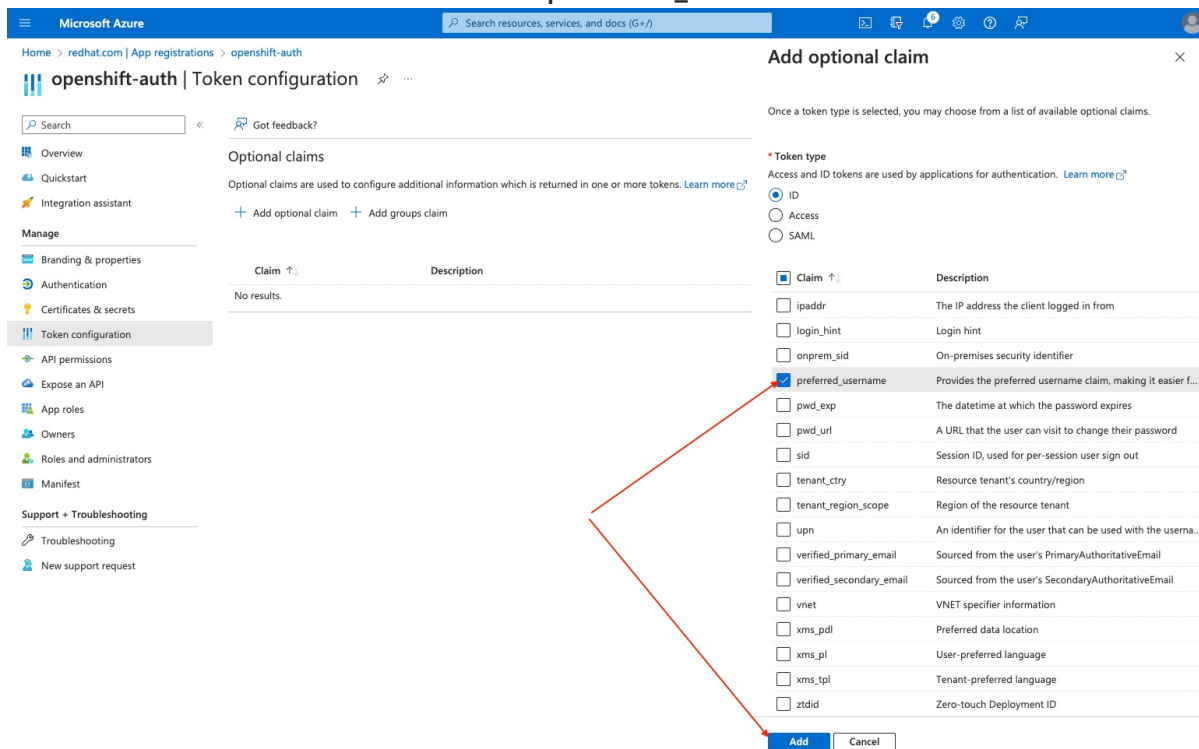 Microsoft Azure
Search resources, services, and docs (G+/)
6
Home > redhat.com | App registrations > openshift-auth
openshift-auth | Token configuration
Search
Overview
Quickstart
Integration assistant
Manage
Branding & properties
Authentication
Certificates & secrets
Token configuration
API permissions
Expose an API
App roles
Owners
Roles and administrators
Manifest
Support + Troubleshooting
Troubleshooting
New support request
Got feedback?
Optional claims
Optional claims are used to configure additional information which is returned in one or more tokens. Learn more
Add optional claim Add groups claim
Claim Description
No results.
Add optional claim
Once a token type is selected, you may choose from a list of available optional claims.
* Token type
Access and ID tokens are used by applications for authentication. Learn more
ID
Access
SAML
Claim Description
ipaddr The IP address the client logged in from
login_hint Login hint
onprem_sid On-premises security identifier
preferred_username Provides the preferred username claim, making it easier f...
pwd_exp The datetime at which the password expires
pwd_url A URL that the user can visit to change their password
sid Session ID, used for per-session user sign out
tenant_ctry Resource tenant's country/region
tenant_region_scope Region of the resource tenant
upn An identifier for the user that can be used with the userna..
verified_primary_email Sourced from the user's PrimaryAuthoritativeEmail
verified_secondary_email Sourced from the user's SecondaryAuthoritativeEmail
vnet VNET specifier information
xms_pdl Preferred data location
xms_pl User-preferred language
xms_tpl Tenant-preferred language
ztdid Zero-touch Deployment ID
Add Cancel